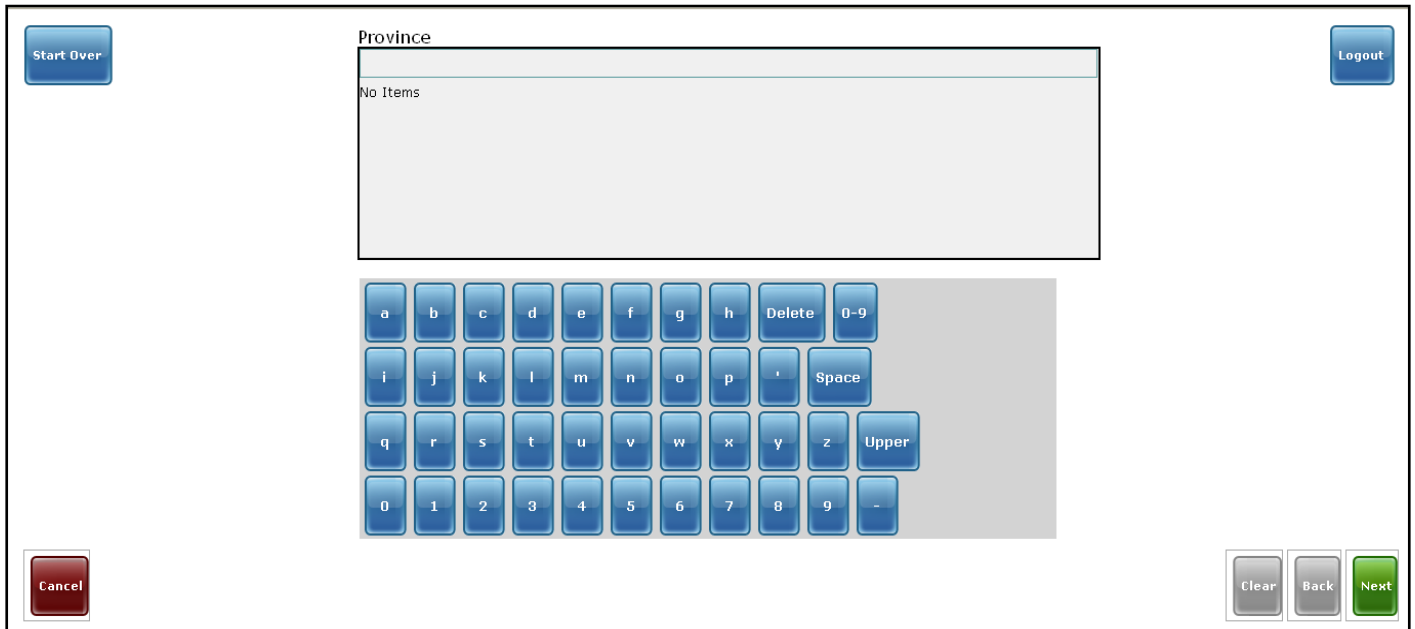 Province
Start Over
Logout
No Items
a b c d e f g h Delete 0-9
i j k l m n o p ' Space
q r s t u v w x y z Upper
0 1 2 3 4 5 6 7 8 9 -
Cancel
Clear Back Next